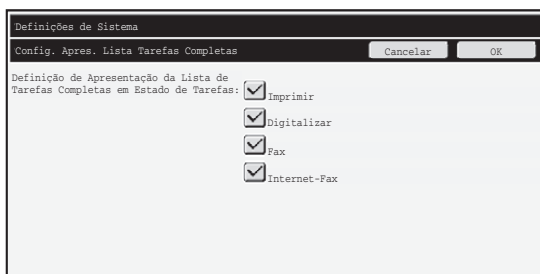 Definições de Sistema
Config. Apres. Lista Tarefas Completas
Cancelar
OK
Definição de Apresentação da Lista de
Tarefas Completas em Estado de Tarefas:
Imprimir
Digitalizar
Fax
Internet-Fax